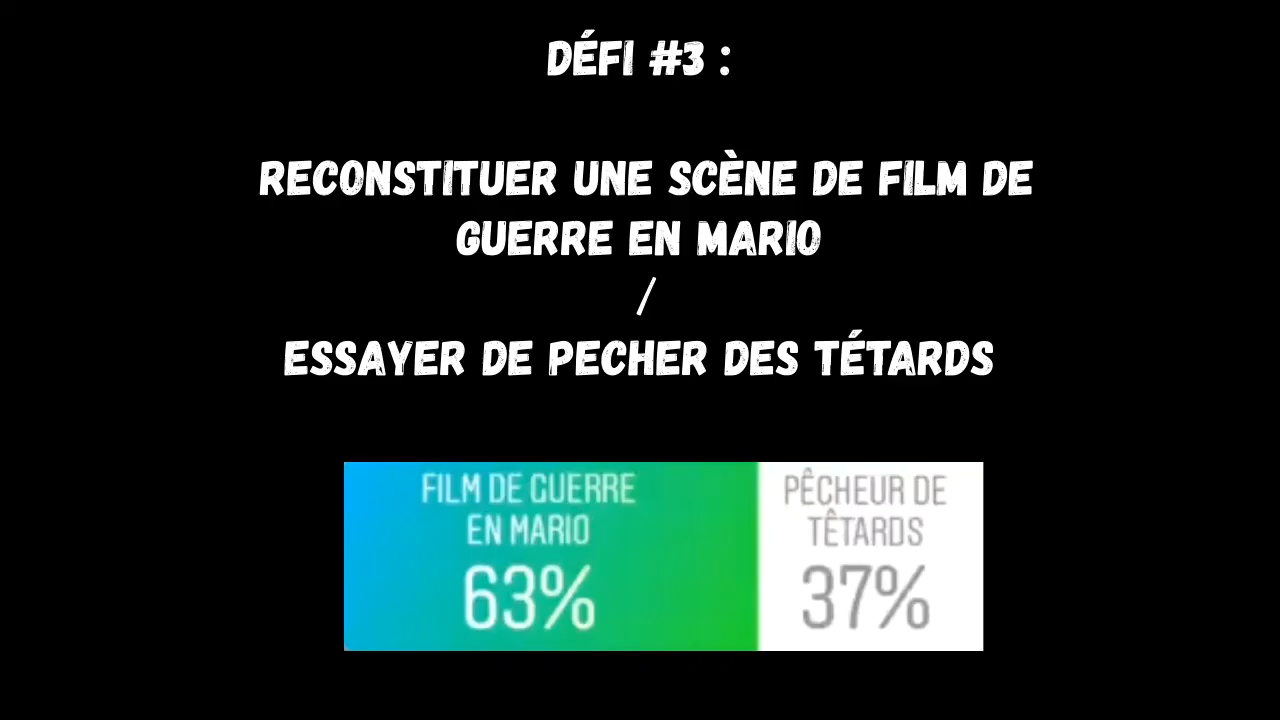 DÉFI #3 :
RECONSTITUER UNE SCÈNE DE FILM DE
GUERRE EN MARIO
/
ESSAYER DE PECHER DES TÉTARDS
FILM DE GUERRE
EN MARIO
63%
PÊCHEUR DE
TÊTARDS
37%